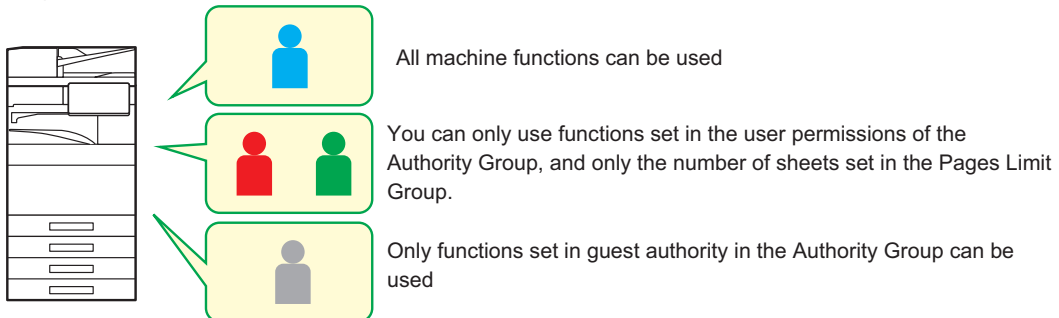 All machine functions can be used
You can only use functions set in the user permissions of the
Authority Group, and only the number of sheets set in the Pages Limit
Group.
Only functions set in guest authority in the Authority Group can be
used